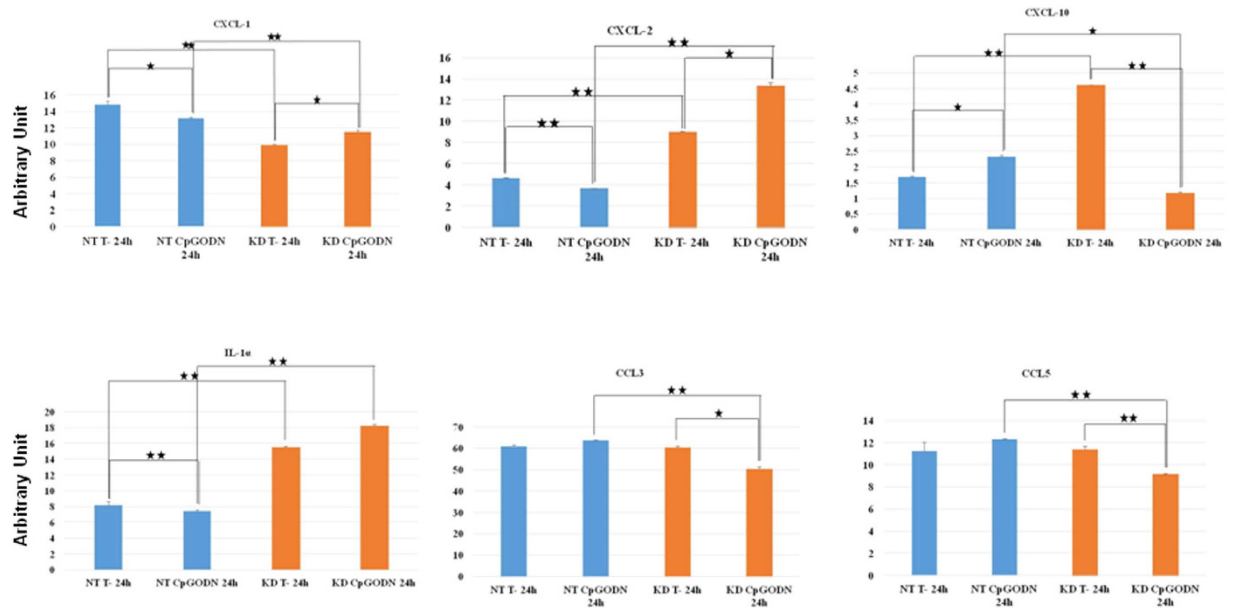 CXCL-1
Arbitrary Unit
16
14
12
10
8
6
4
2
0
NT T- 24h
NT CpGODN
24h
KD T- 24h
KD CpGODN
24h
CXCL-2
16
14
12
10
8
6
4
2
0
NT T- 24h
NT CpGODN
24h
KD T- 24h
KD CpGODN
24h
CXCL-10
5
4.5
4
3.5
3
2.5
2
1.5
1
0.5
0
NT T- 24h
NT CpGODN 24h
KD T- 24h
KD CpGODN 24h
IL-1α
Arbitrary Unit
20
18
16
14
12
10
8
6
4
2
0
NT T- 24h
NT CpGODN 24h
KD T- 24h
KD CpGODN 24h
CCL3
70
60
50
40
30
20
10
0
NT T- 24h
NT CpGODN
24h
KD T- 24h
KD CpGODN
24h
CCL5
14
12
10
8
6
4
2
0
NT T- 24h
NT CpGODN
24h
KD T- 24h
KD CpGODN
24h